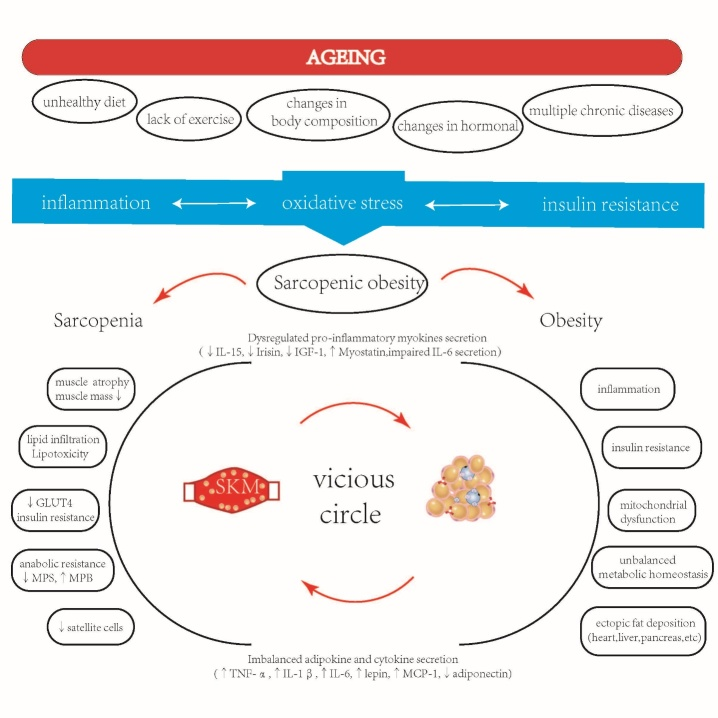 AGEING
unhealthy diet
lack of exercise
changes in
body composition
changes in hormonal
multiple chronic diseases
inflammation
oxidative stress
insulin resistance
Sarcopenic obesity
Sarcopenia
Obesity
Dysregulated pro-inflammatory myokines secretion
(↓IL-15,↓Irisin,↓IGF-1,↑Myostatin,impaired IL-6 secretion)
muscle atrophy
muscle mass↓
lipid infiltration
Lipotoxicity
↓GLUT4
insulin resistance
anabolic resistance
↓MPS,↑MPB
↓satellite cells
SKM
vicious
circle
inflammation
insulin resistance
mitochondrial
dysfunction
unbalanced
metabolic homeostasis
ectopic fat deposition
(heart,liver,pancreas,etc)
Imbalanced adipokine and cytokine secretion
(↑TNF-α,↑IL-1β,↑IL-6,↑lepin,↑MCP-1,↓adiponectin)